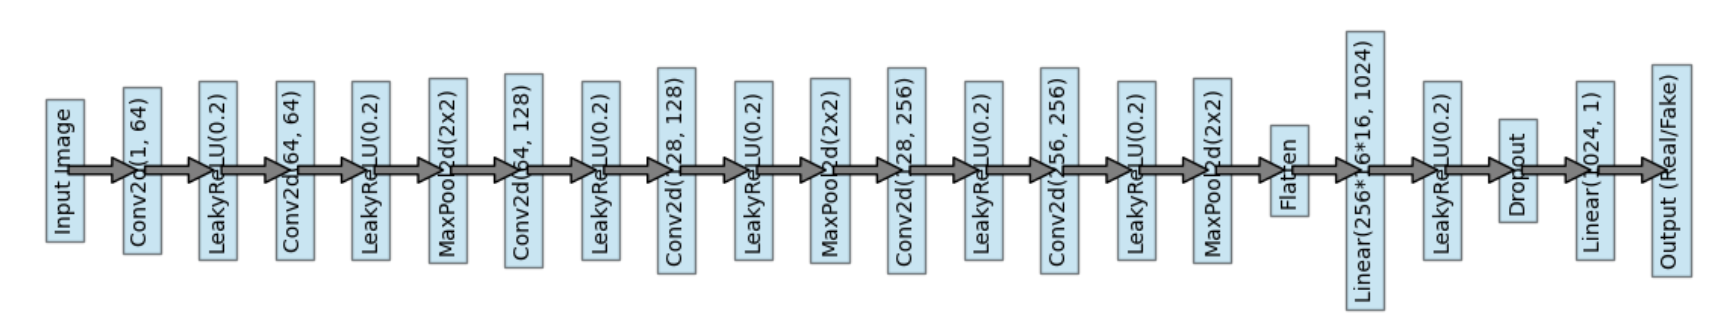 Input Image
Conv2d(1, 64)
LeakyReLU(0.2)
Conv2d(64, 64)
LeakyReLU(0.2)
MaxPool2d(2x2)
Conv2d(64, 128)
LeakyReLU(0.2)
Conv2d(128, 128)
LeakyReLU(0.2)
MaxPool2d(2x2)
Conv2d(128, 256)
LeakyReLU(0.2)
Conv2d(256, 256)
LeakyReLU(0.2)
MaxPool2d(2x2)
Flatten
Linear(256*16*16, 1024)
LeakyReLU(0.2)
Dropout
Linear(1024, 1)
Output (Real/Fake)